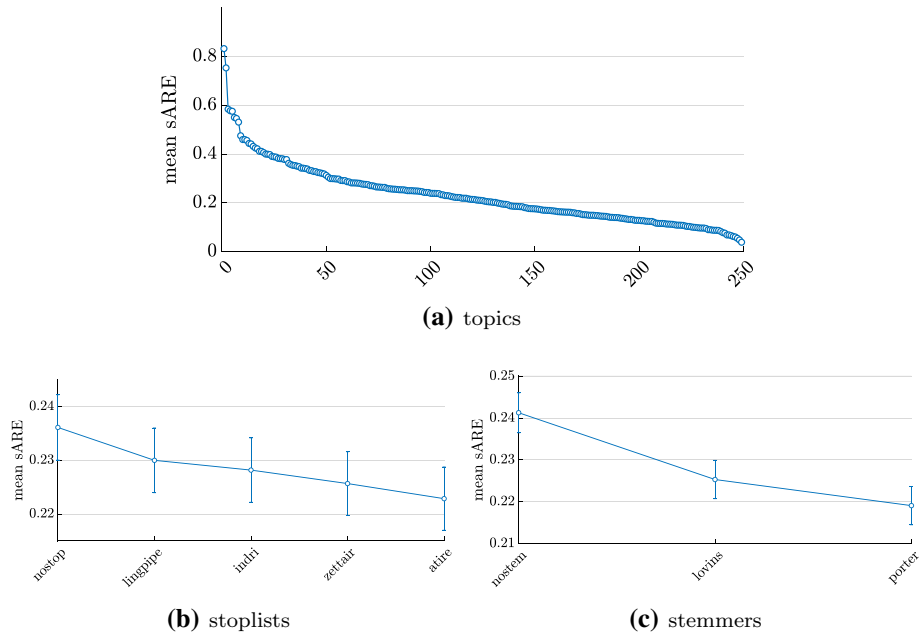 mean sARE
0.8
0.6
0.4
0.2
0
0 50 100 150 200 250
(a) topics
mean sARE
0.24
0.23
0.22
nostop lingpipe indri zettair atire
(b) stoplists
mean sARE
0.25
0.24
0.23
0.22
0.21
nostem lovins porter
(c) stemmers